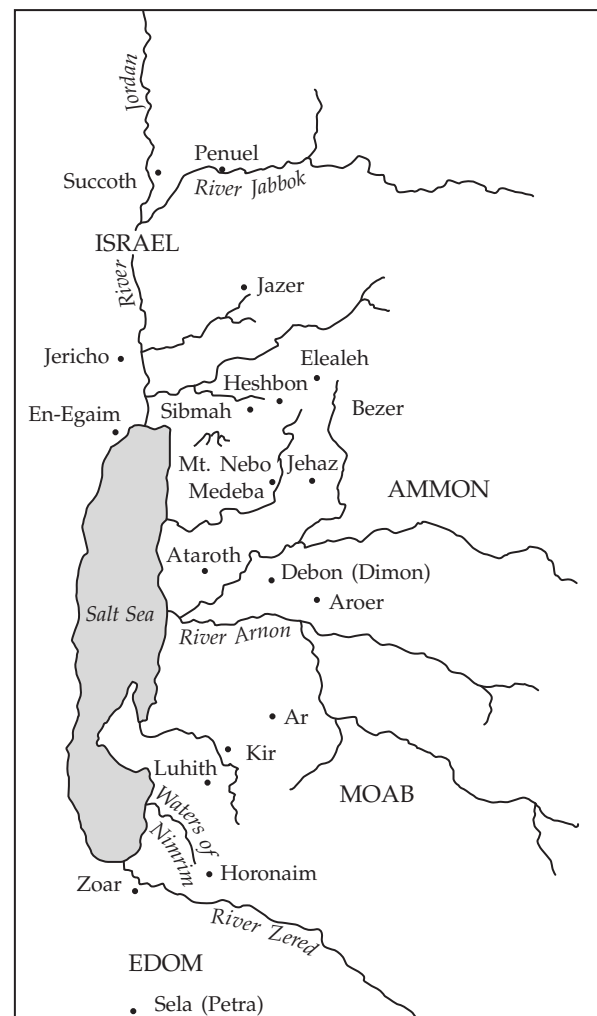 Jordan
Penuel
Succoth
River Jabbok
ISRAEL
River
Jazer
Jericho
Elealeh
Heshbon
Sibmah
Bezer
En-Egaim
Mt. Nebo
Jehaz
Medeba
AMMON
Ataroth
Debon (Dimon)
Aroer
Salt Sea
River Arnon
Ar
Kir
Luhith
MOAB
Waters of
Nimrim
Horonaim
Zoar
River Zered
EDOM
Sela (Petra)